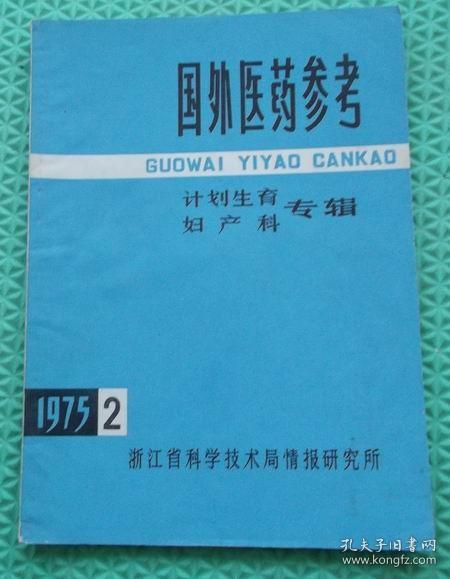 国外医药参考
GUOWAI YIYAO CANKAO
计划生育
妇产科
专辑
1975 2
浙江省科学技术局情报研究所
孔夫子旧书网
kongfz.com